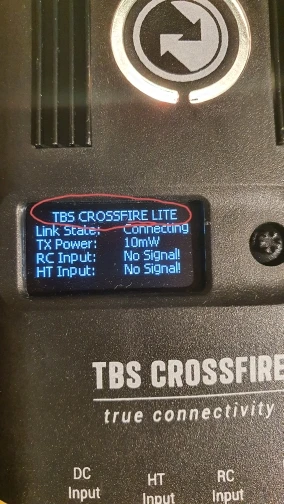 TBS CROSSFIRE LITE
Link State: Connecting
TX Power: 10mW
RC Input: No Signal!
HT Input: No Signal!
TBS CROSSFIRE
true connectivity
DC Input
HT Input
RC Input